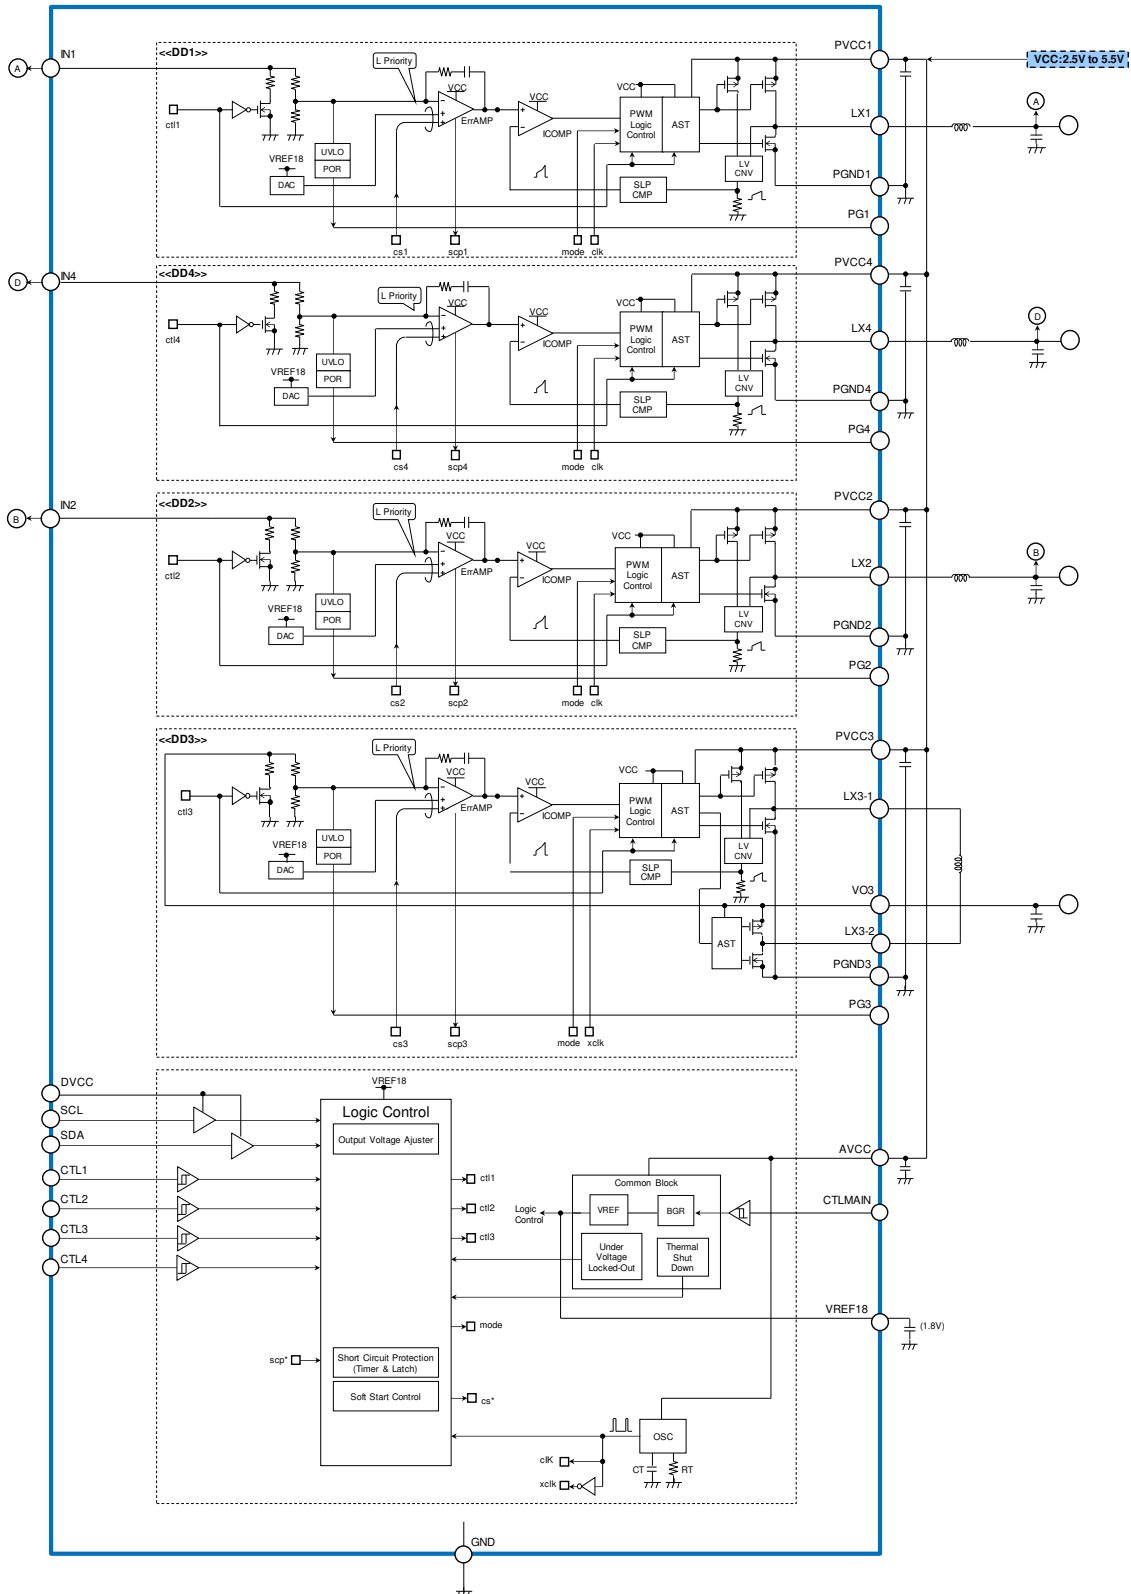 IN1
A
<<DD1>>
L Priority
VCC
ctl1
ErrAMP
VCC
ICOMP
VCC
PWM
Logic
Control
AST
LV
CNV
SLP
CMP
UVLO
POR
VREF18
DAC
cs1
scp1
mode
clk
PVCC1
VCC:2.5V to 5.5V
LX1
A
PGND1
PG1
IN4
D
<<DD4>>
L Priority
VCC
ctl4
ErrAMP
VCC
ICOMP
VCC
PWM
Logic
Control
AST
LV
CNV
SLP
CMP
UVLO
POR
VREF18
DAC
cs4
scp4
mode
clk
PVCC4
LX4
D
PGND4
PG4
IN2
B
<<DD2>>
L Priority
VCC
ctl2
ErrAMP
VCC
ICOMP
VCC
PWM
Logic
Control
AST
LV
CNV
SLP
CMP
UVLO
POR
VREF18
DAC
cs2
scp2
mode
clk
PVCC2
LX2
B
PGND2
PG2
<<DD3>>
L Priority
VCC
ctl3
ErrAMP
VCC
ICOMP
VCC
PWM
Logic
Control
AST
LV
CNV
SLP
CMP
UVLO
POR
VREF18
DAC
AST
cs3
scp3
mode
xclk
PVCC3
LX3-1
VO3
LX3-2
PGND3
PG3
DVCC
SCL
SDA
CTL1
CTL2
CTL3
CTL4
VREF18
Logic Control
Output Voltage Ajuster
ctl1
ctl2
ctl3
mode
scp*
Short Circuit Protection
(Timer & Latch)
Soft Start Control
cs*
Common Block
Logic
Control
VREF
BGR
Under
Voltage
Locked-Out
Thermal
Shut
Down
AVCC
CTLMAIN
VREF18
(1.8V)
OSC
CT
RT
clK
xclk
GND